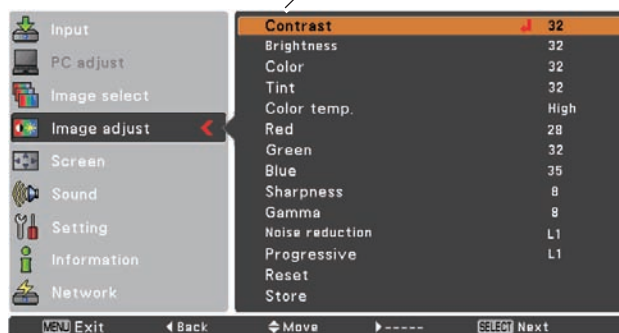 Input
PC adjust
Image select
Image adjust
Screen
Sound
Setting
Information
Network
Contrast 32
Brightness 32
Color 32
Tint 32
Color temp. High
Red 28
Green 32
Blue 35
Sharpness 8
Gamma 8
Noise reduction L1
Progressive L1
Reset
Store
MENU Exit ◀Back ◆Move ▶----- SELECT Next